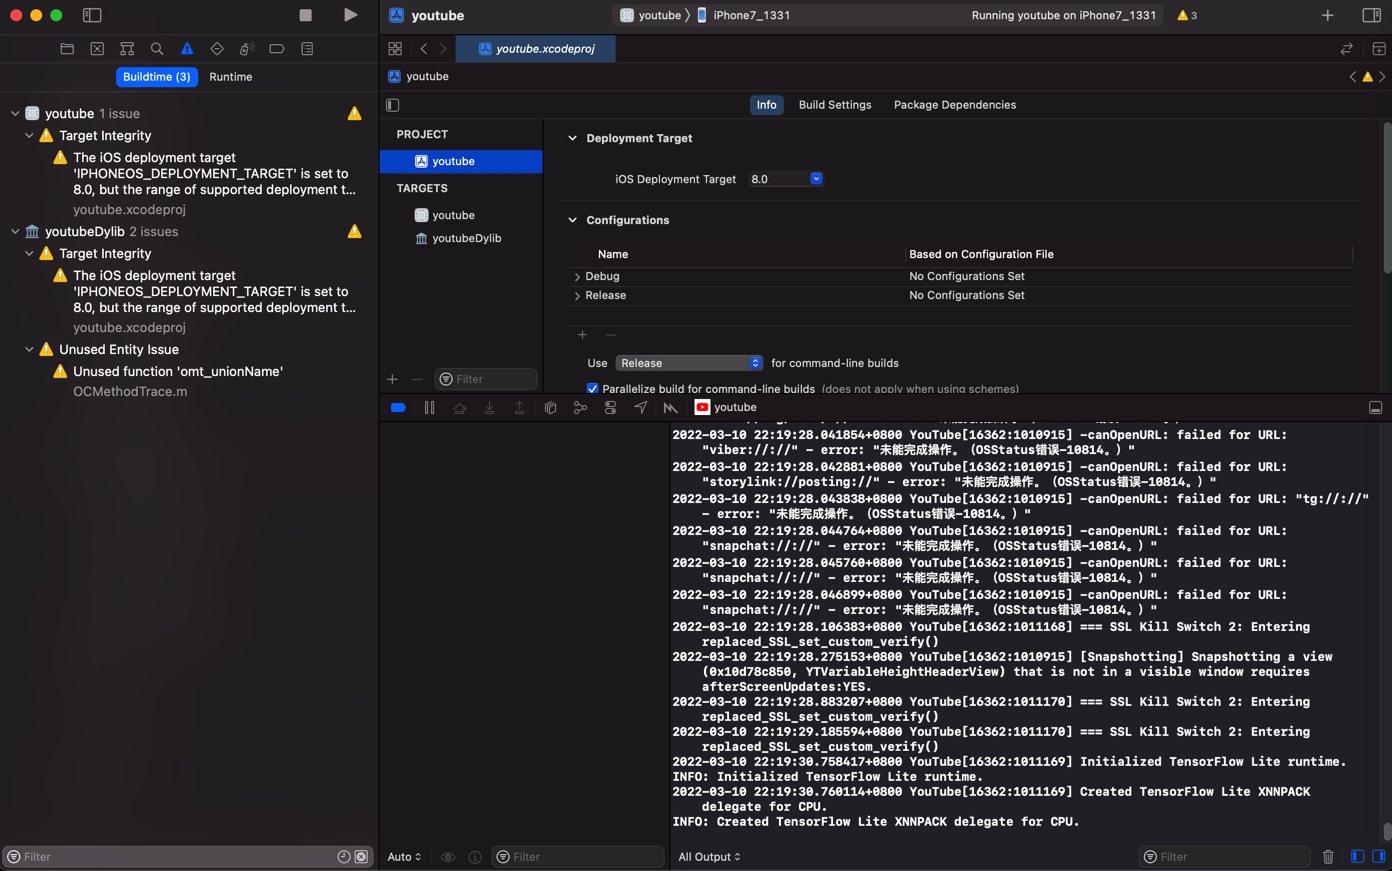 youtube
youtube
iPhone7_1331
Running youtube on iPhone7_1331
3
youtube.xcodeproj
Buildtime (3)
Runtime
youtube
Info
Build Settings
Package Dependencies
youtube 1 issue
Target Integrity
The iOS deployment target
'IPHONEOS_DEPLOYMENT_TARGET' is set to
8.0, but the range of supported deployment t...
youtube.xcodeproj
youtubeDylib 2 issues
Target Integrity
The iOS deployment target
'IPHONEOS_DEPLOYMENT_TARGET' is set to
8.0, but the range of supported deployment t...
youtube.xcodeproj
Unused Entity Issue
Unused function 'omt_unionName'
OCMethodTrace.m
Filter
PROJECT
youtube
TARGETS
youtube
youtubeDylib
Filter
Deployment Target
iOS Deployment Target 8.0
Configurations
Name
Based on Configuration File
Debug
No Configurations Set
Release
No Configurations Set
Use Release for command-line builds
Parallelize build for command-line builds (does not apply when using schemes)
youtube
2022-03-10 22:19:28.041854+0800 YouTube[16362:1010915] -canOpenURL: failed for URL:
"viber://://" - error: "未能完成操作。（OSStatus错误-10814。）"
2022-03-10 22:19:28.042881+0800 YouTube[16362:1010915] -canOpenURL: failed for URL:
"storylink://posting://" - error: "未能完成操作。（OSStatus错误-10814。）"
2022-03-10 22:19:28.043838+0800 YouTube[16362:1010915] -canOpenURL: failed for URL: "tg://://"
- error: "未能完成操作。（OSStatus错误-10814。）"
2022-03-10 22:19:28.044764+0800 YouTube[16362:1010915] -canOpenURL: failed for URL:
"snapchat://://" - error: "未能完成操作。（OSStatus错误-10814。）"
2022-03-10 22:19:28.045760+0800 YouTube[16362:1010915] -canOpenURL: failed for URL:
"snapchat://://" - error: "未能完成操作。（OSStatus错误-10814。）"
2022-03-10 22:19:28.046899+0800 YouTube[16362:1010915] -canOpenURL: failed for URL:
"snapchat://://" - error: "未能完成操作。（OSStatus错误-10814。）"
2022-03-10 22:19:28.106383+0800 YouTube[16362:1011168] === SSL Kill Switch 2: Entering
replaced_SSL_set_custom_verify()
2022-03-10 22:19:28.275153+0800 YouTube[16362:1010915] [Snapshotting] Snapshotting a view
(0x10d78c850, YTVariableHeightHeaderView) that is not in a visible window requires
afterScreenUpdates:YES.
2022-03-10 22:19:28.883207+0800 YouTube[16362:1011170] === SSL Kill Switch 2: Entering
replaced_SSL_set_custom_verify()
2022-03-10 22:19:29.185594+0800 YouTube[16362:1011170] === SSL Kill Switch 2: Entering
replaced_SSL_set_custom_verify()
2022-03-10 22:19:30.758417+0800 YouTube[16362:1011169] Initialized TensorFlow Lite runtime.
INFO: Initialized TensorFlow Lite runtime.
2022-03-10 22:19:30.760114+0800 YouTube[16362:1011169] Created TensorFlow Lite XNNPACK
delegate for CPU.
INFO: Created TensorFlow Lite XNNPACK delegate for CPU.
Auto
Filter
All Output
Filter